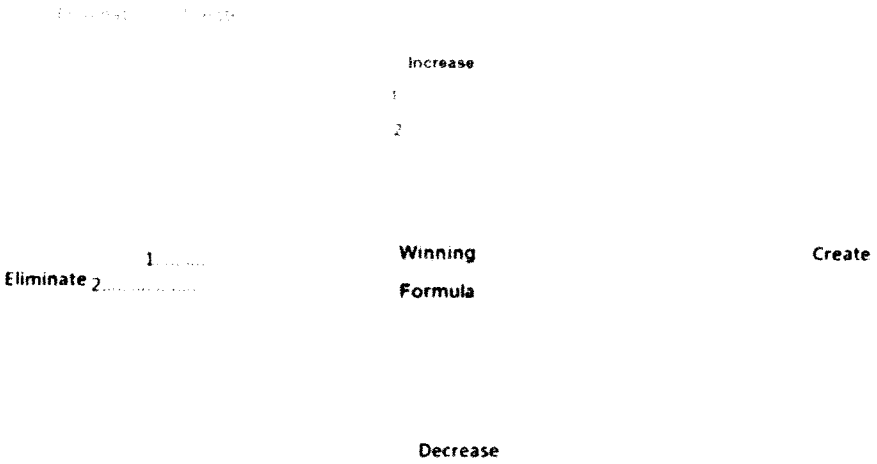 Increase
1
2
1..........
Winning
Create
Eliminate 2..................
Formula
Decrease